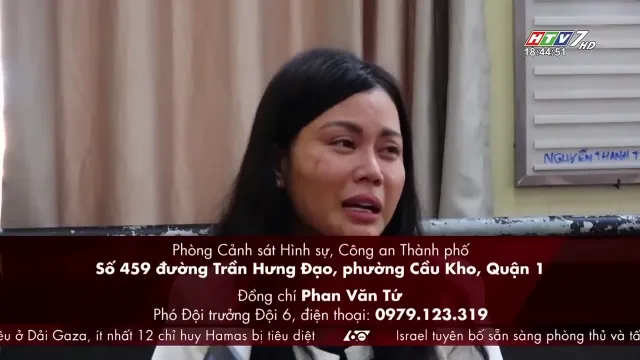 HTV7 HD
18:44:51
NGUYỄN THANH T
Phòng Cảnh sát Hình sự, Công an Thành phố
Số 459 đường Trần Hưng Đạo, phường Cầu Kho, Quận 1
Đồng chí Phan Văn Tứ
Phó Đội trưởng Đội 6, điện thoại: 0979.123.319
ều ở Dải Gaza, ít nhất 12 chỉ huy Hamas bị tiêu diệt 60 Israel tuyên bố sẵn sàng phòng thủ và tấ